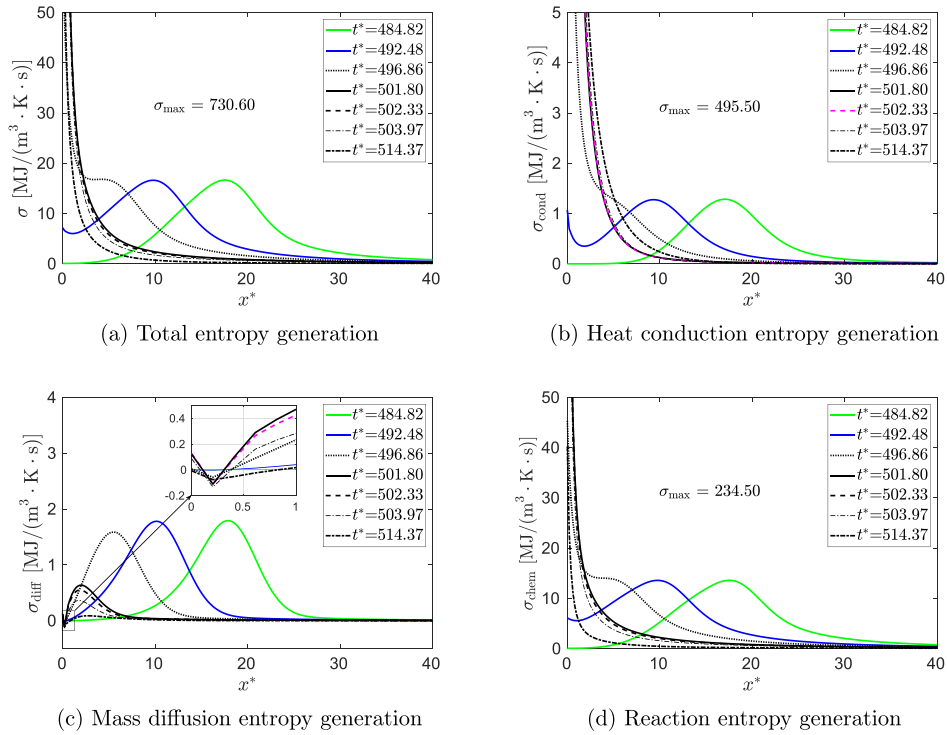 σ [MJ/(m³ · K · s)]
50
40
30
20
10
0
0 10 20 30 40
x*
σmax = 730.60
t*=484.82
t*=492.48
t*=496.86
t*=501.80
t*=502.33
t*=503.97
t*=514.37
(a) Total entropy generation
σcond [MJ/(m³ · K · s)]
5
4
3
2
1
0
0 10 20 30 40
x*
σmax = 495.50
t*=484.82
t*=492.48
t*=496.86
t*=501.80
t*=502.33
t*=503.97
t*=514.37
(b) Heat conduction entropy generation
σdiff [MJ/(m³ · K · s)]
4
3
2
1
0
0 10 20 30 40
x*
0.4
0.2
0
-0.2
0 0.5 1
t*=484.82
t*=492.48
t*=496.86
t*=501.80
t*=502.33
t*=503.97
t*=514.37
(c) Mass diffusion entropy generation
σchem [MJ/(m³ · K · s)]
50
40
30
20
10
0
0 10 20 30 40
x*
σmax = 234.50
t*=484.82
t*=492.48
t*=496.86
t*=501.80
t*=502.33
t*=503.97
t*=514.37
(d) Reaction entropy generation